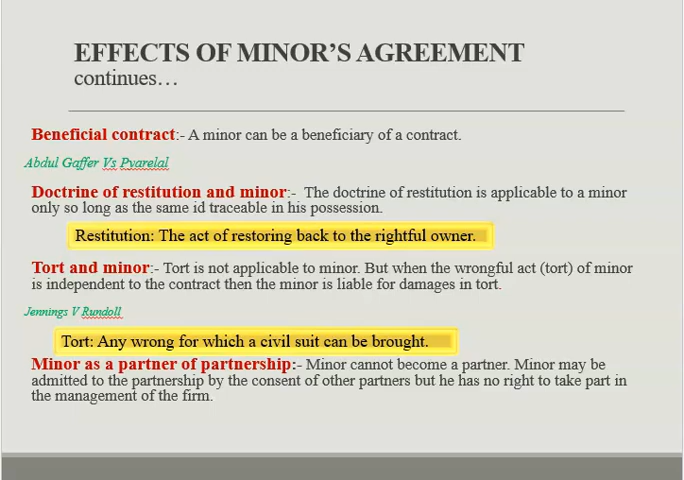 EFFECTS OF MINOR’S AGREEMENT
continues…
Beneficial contract:- A minor can be a beneficiary of a contract.
Abdul Gaffer Vs Pyarelal
Doctrine of restitution and minor:- The doctrine of restitution is applicable to a minor
only so long as the same id traceable in his possession.
Restitution: The act of restoring back to the rightful owner.
Tort and minor:- Tort is not applicable to minor. But when the wrongful act (tort) of minor
is independent to the contract then the minor is liable for damages in tort.
Jennings V Rundoll
Tort: Any wrong for which a civil suit can be brought.
Minor as a partner of partnership:- Minor cannot become a partner. Minor may be
admitted to the partnership by the consent of other partners but he has no right to take part in
the management of the firm.